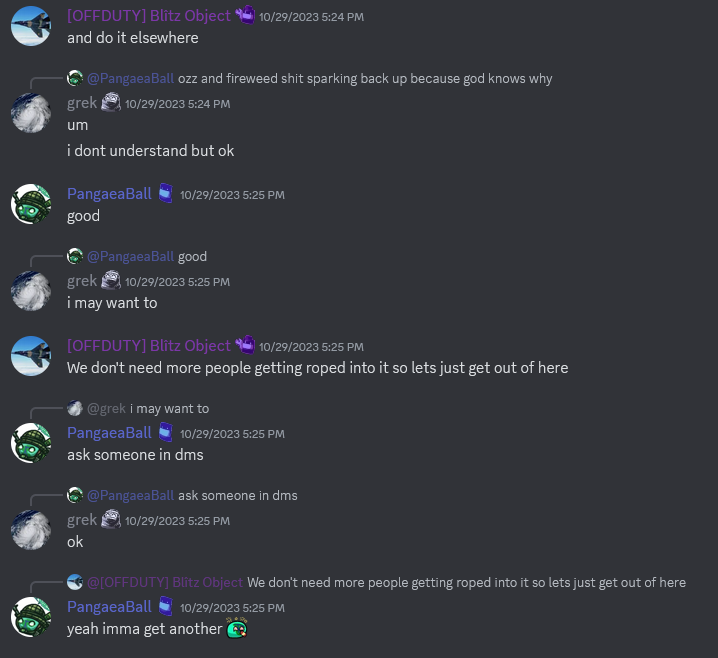 [OFFDUTY] Blitz Object 10/29/2023 5:24 PM
and do it elsewhere
@PangaeaBall ozz and fireweed shit sparking back up because god knows why
grek 10/29/2023 5:24 PM
um
i dont understand but ok
PangaeaBall 10/29/2023 5:25 PM
good
@PangaeaBall good
grek 10/29/2023 5:25 PM
i may want to
[OFFDUTY] Blitz Object 10/29/2023 5:25 PM
We don't need more people getting roped into it so lets just get out of here
@grek i may want to
PangaeaBall 10/29/2023 5:25 PM
ask someone in dms
@PangaeaBall ask someone in dms
grek 10/29/2023 5:25 PM
ok
@[OFFDUTY] Blitz Object We don't need more people getting roped into it so lets just get out of here
PangaeaBall 10/29/2023 5:25 PM
yeah imma get another